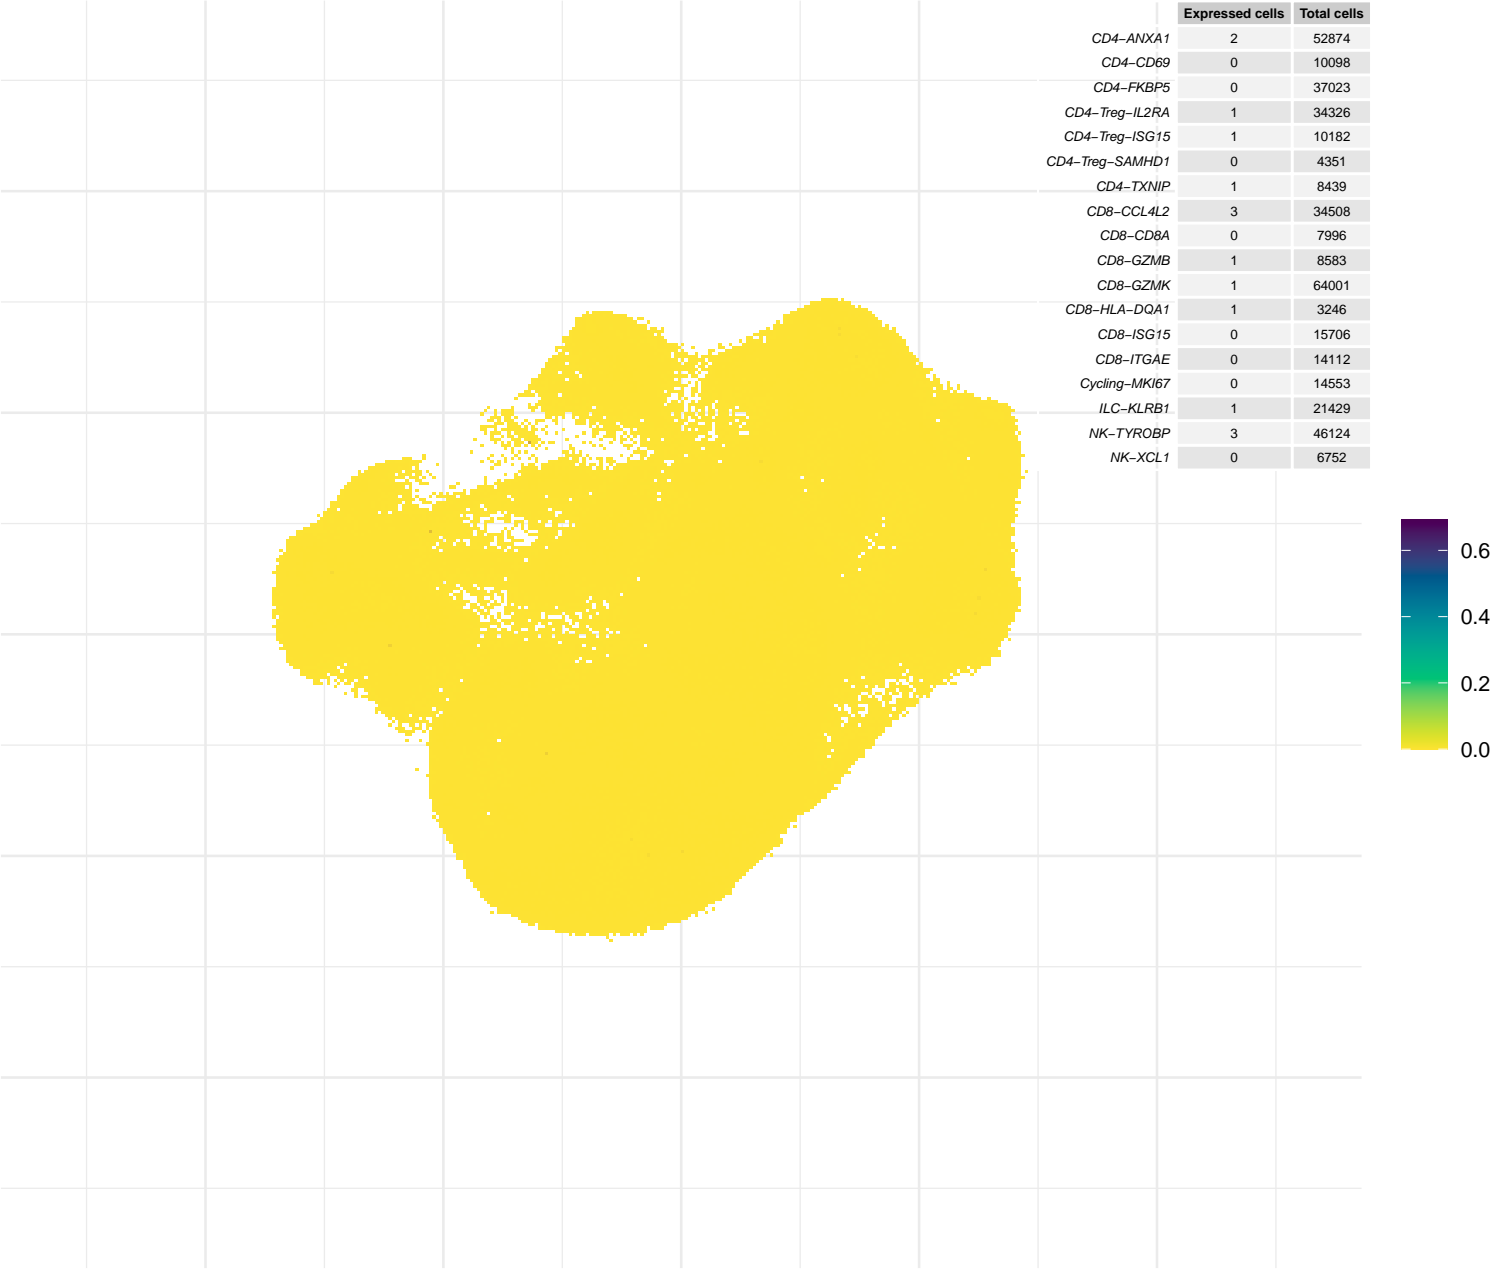 Expressed cells Total cells
CD4−ANXA1 2 52874
CD4−CD69 0 10098
CD4−FKBP5 0 37023
CD4−Treg−IL2RA 1 34326
CD4−Treg−ISG15 1 10182
CD4−Treg−SAMHD1 0 4351
CD4−TXNIP 1 8439
CD8−CCL4L2 3 34508
CD8−CD8A 0 7996
CD8−GZMB 1 8583
CD8−GZMK 1 64001
CD8−HLA−DQA1 1 3246
CD8−ISG15 0 15706
CD8−ITGAE 0 14112
Cycling−MKI67 0 14553
ILC−KLRB1 1 21429
NK−TYROBP 3 46124
NK−XCL1 0 6752
0.6
0.4
0.2
0.0